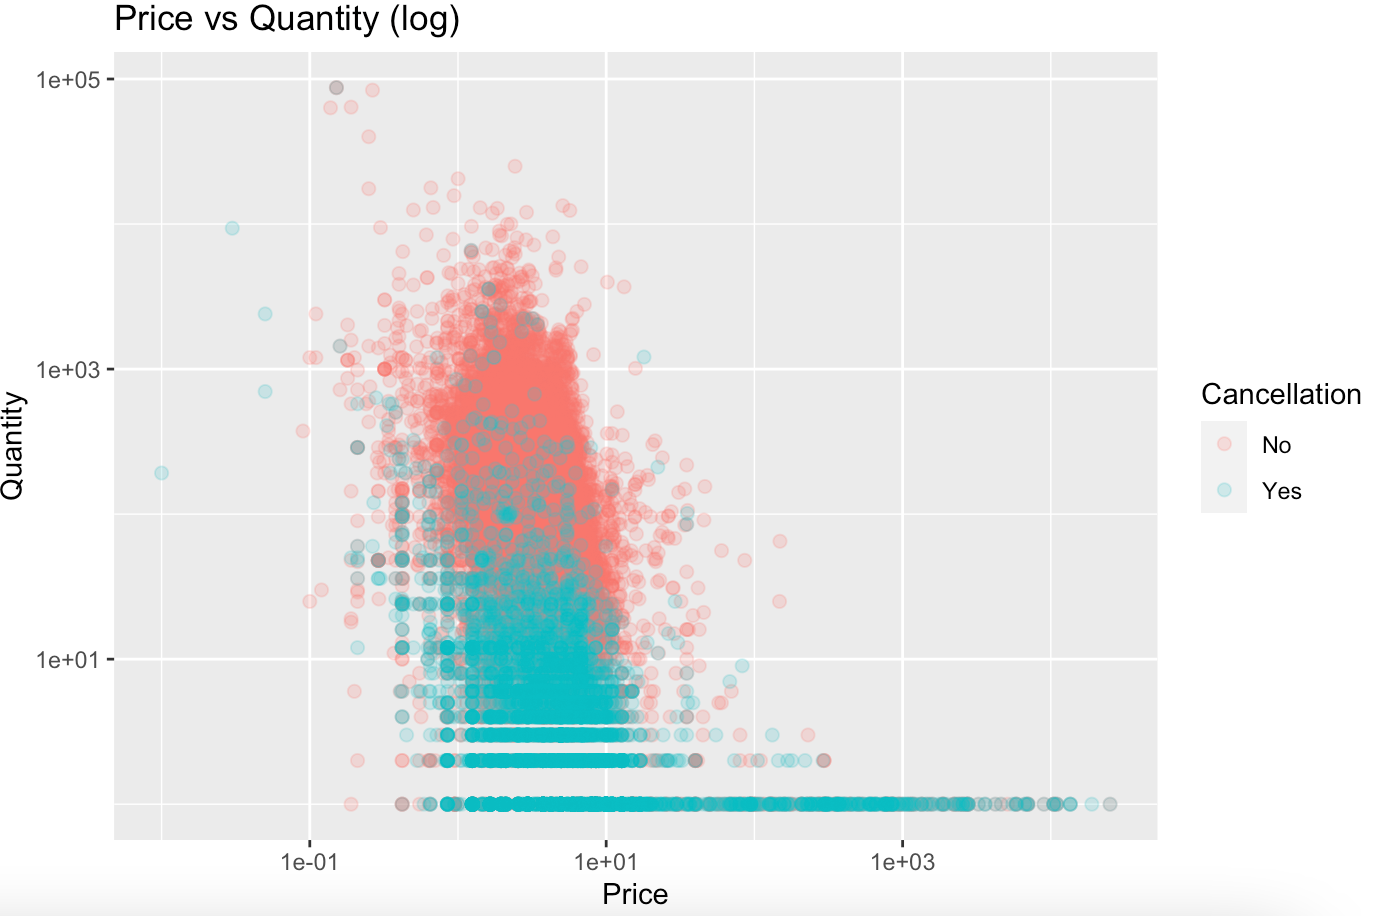 Price vs Quantity (log)
1e+05
1e+03
1e+01
Quantity
1e-01
1e+01
1e+03
Price
Cancellation
No
Yes